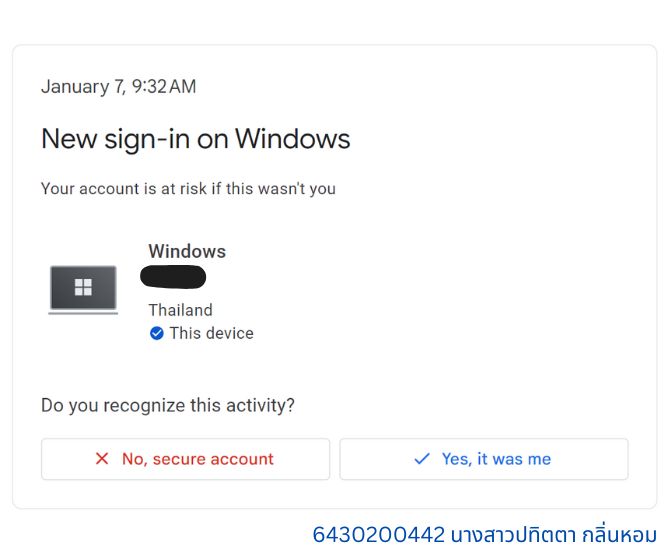 January 7, 9:32 AM
New sign-in on Windows
Your account is at risk if this wasn't you
Windows
Thailand
This device
Do you recognize this activity?
No, secure account
Yes, it was me
6430200442 นางสาวปทิตตา กลิ่นหอม